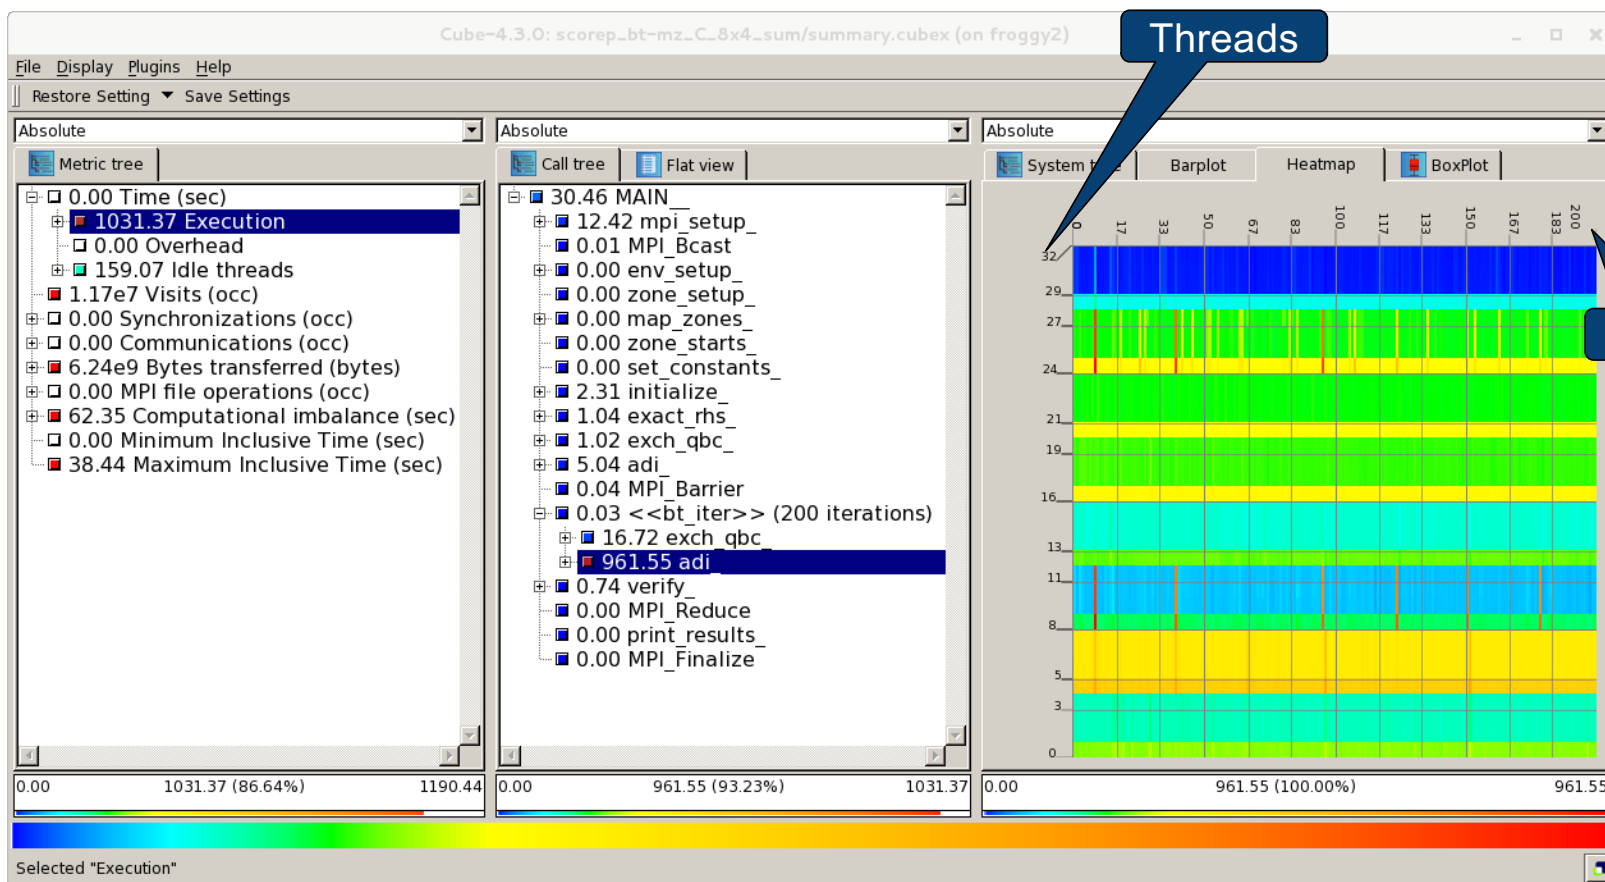 Cube-4.3.0: scorep_bt-mz_C_8x4_sum/summary.cubex (on froggy2)
Threads
File Display Plugins Help
Restore Setting Save Settings
Absolute
Metric tree
0.00 Time (sec)
1031.37 Execution
0.00 Overhead
159.07 Idle threads
1.17e7 Visits (occ)
0.00 Synchronizations (occ)
0.00 Communications (occ)
6.24e9 Bytes transferred (bytes)
0.00 MPI file operations (occ)
62.35 Computational imbalance (sec)
0.00 Minimum Inclusive Time (sec)
38.44 Maximum Inclusive Time (sec)
0.00 1031.37 (86.64%) 1190.44
Absolute
Call tree Flat view
30.46 MAIN__
12.42 mpi_setup_
0.01 MPI_Bcast
0.00 env_setup_
0.00 zone_setup_
0.00 map_zones_
0.00 zone_starts_
0.00 set_constants_
2.31 initialize_
1.04 exact_rhs_
1.02 exch_qbc_
5.04 adi_
0.04 MPI_Barrier
0.03 <<bt_iter>> (200 iterations)
16.72 exch_qbc_
961.55 adi_
0.74 verify_
0.00 MPI_Reduce
0.00 print_results_
0.00 MPI_Finalize
0.00 961.55 (93.23%) 1031.37
Absolute
System Barplot Heatmap BoxPlot
0 17 33 50 67 83 100 117 133 150 167 183 200
32
29
27
24
21
19
16
13
11
8
5
3
0
0.00 961.55 (100.00%) 961.55
Selected "Execution"